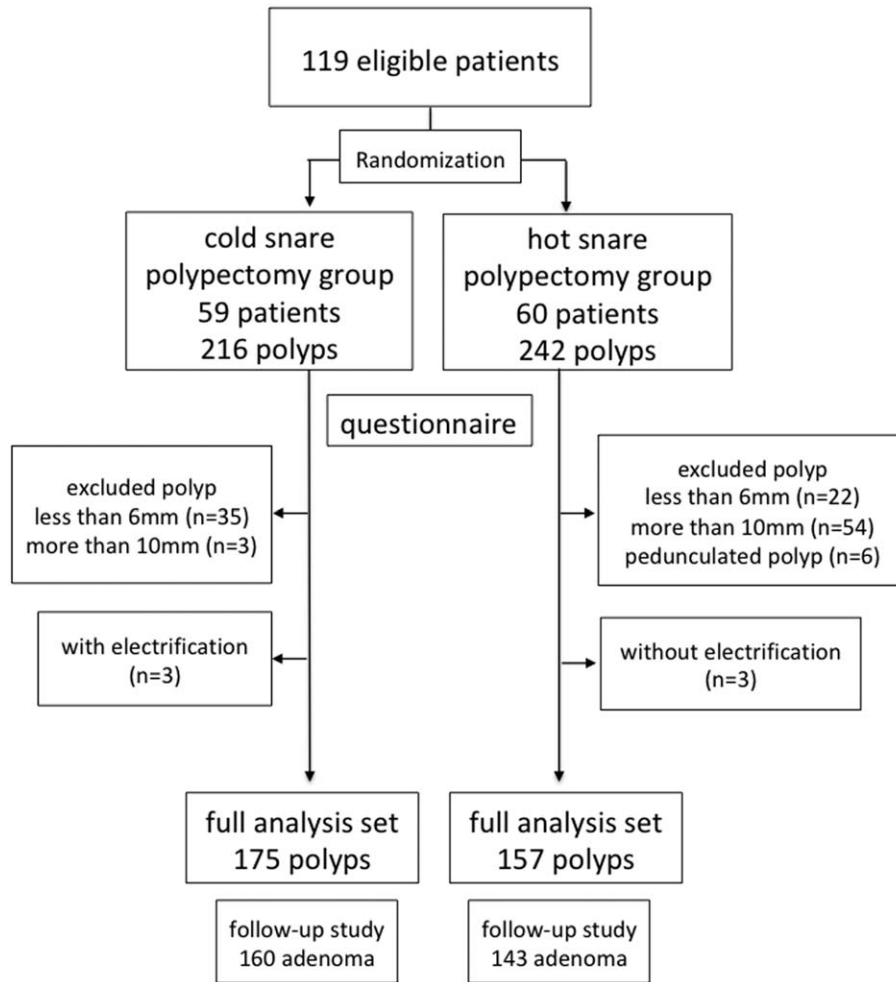 119 eligible patients
Randomization
cold snare
polypectomy group
59 patients
216 polyps
hot snare
polypectomy group
60 patients
242 polyps
questionnaire
excluded polyp
less than 6mm (n=35)
more than 10mm (n=3)
excluded polyp
less than 6mm (n=22)
more than 10mm (n=54)
pedunculated polyp (n=6)
with electrification
(n=3)
without electrification
(n=3)
full analysis set
175 polyps
full analysis set
157 polyps
follow-up study
160 adenoma
follow-up study
143 adenoma